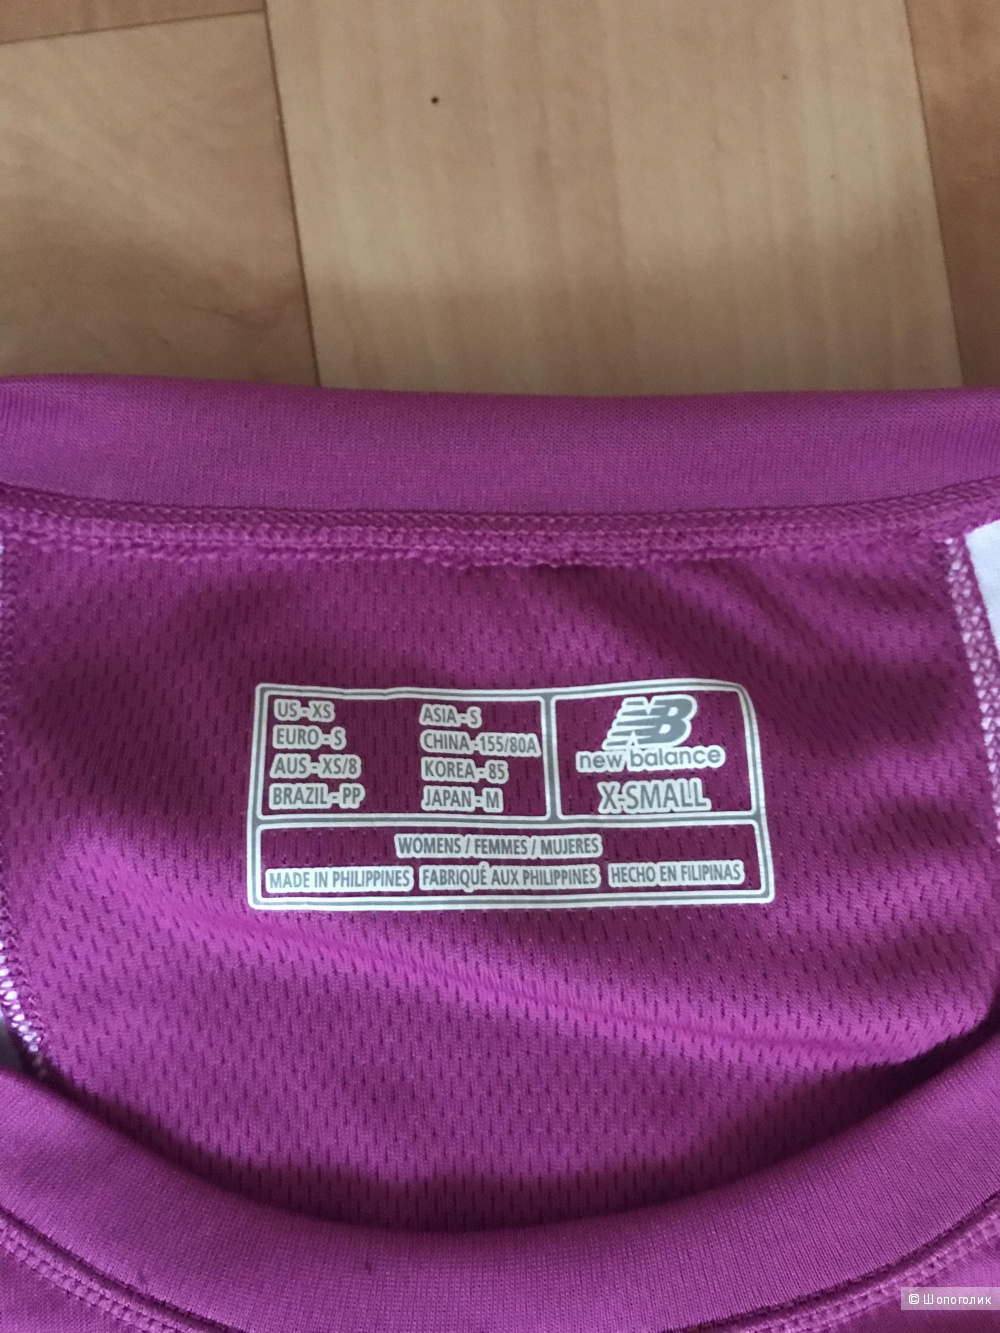 US - XS
EURO - S
AUS - XS/8
BRAZIL - PP
ASIA - S
CHINA - 155/80A
KOREA - 85
JAPAN - M
NB
new balance
X-SMALL
WOMENS / FEMMES / MUJERES
MADE IN PHILIPPINES FABRIQUÉ AUX PHILIPPINES HECHO EN FILIPINAS
© Шопоголик